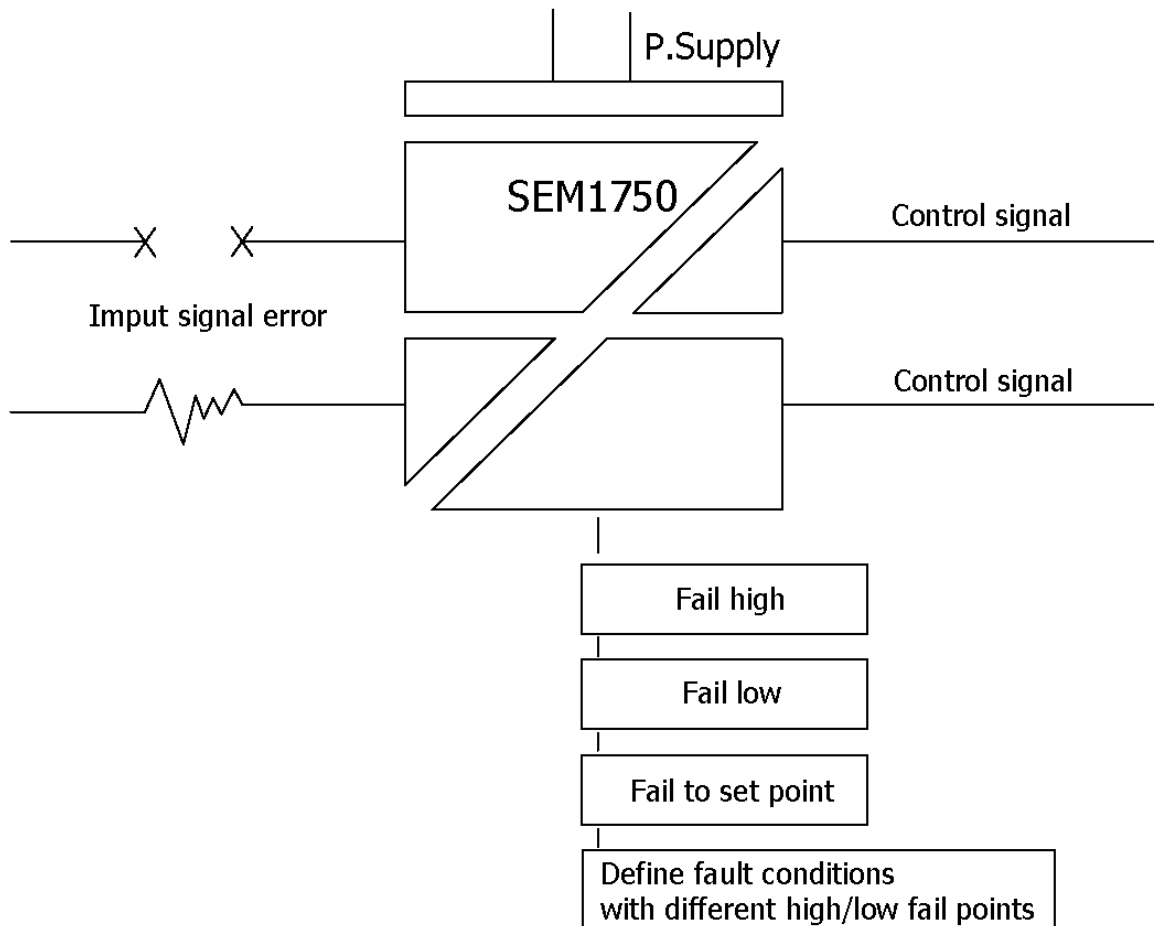 P.Supply
SEM1750
Control signal
Imput signal error
Control signal
Fail high
Fail low
Fail to set point
Define fault conditions
with different high/low fail points